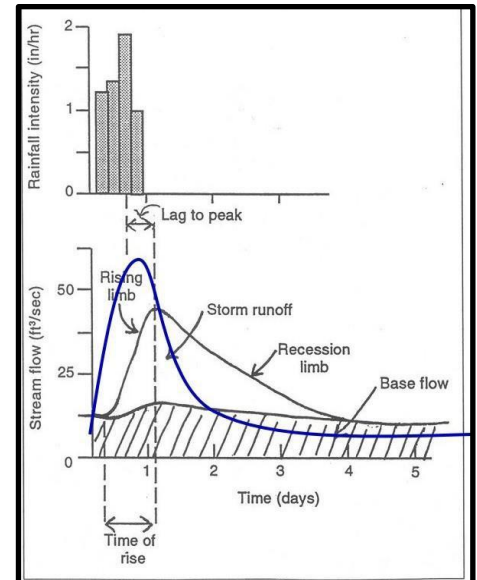 Rainfall intensity (in/hr)
2
1
0
Lag to peak
Stream flow (ft³/sec)
50
25
0
Rising
limb
Storm runoff
Recession
limb
Base flow
1
2
3
4
5
Time (days)
Time of
rise